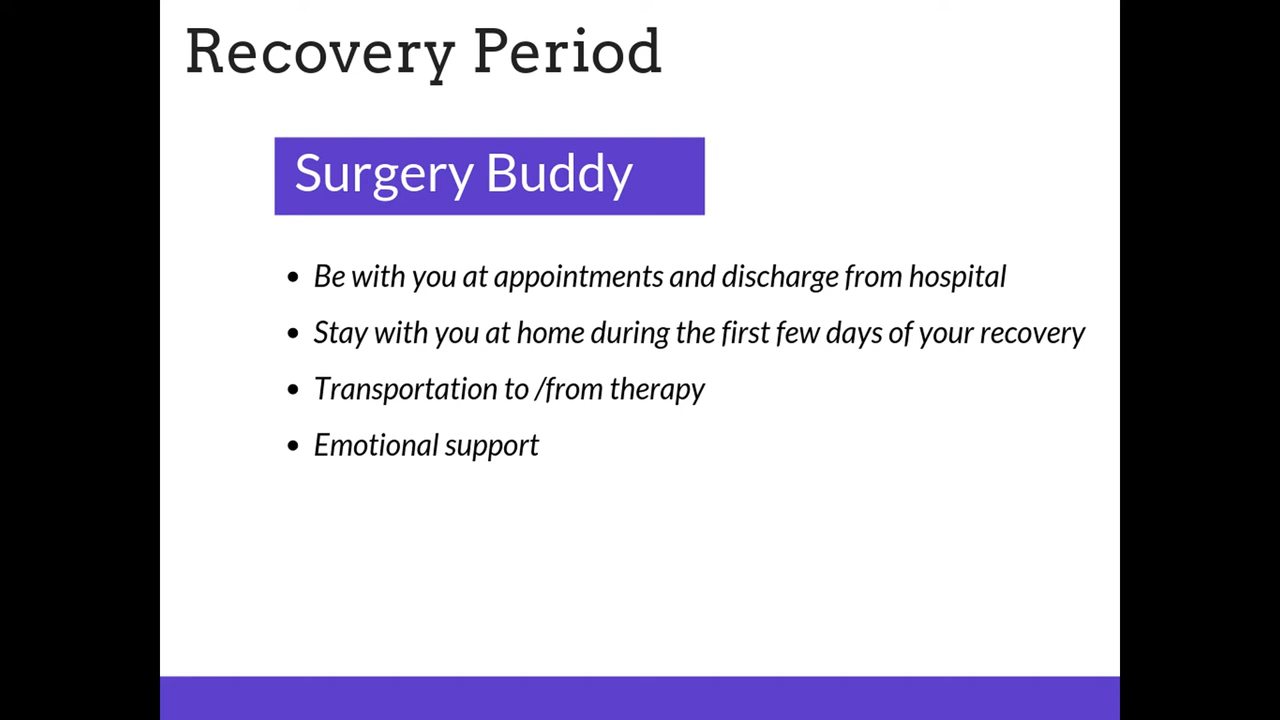 Recovery Period
Surgery Buddy
• Be with you at appointments and discharge from hospital
• Stay with you at home during the first few days of your recovery
• Transportation to /from therapy
• Emotional support